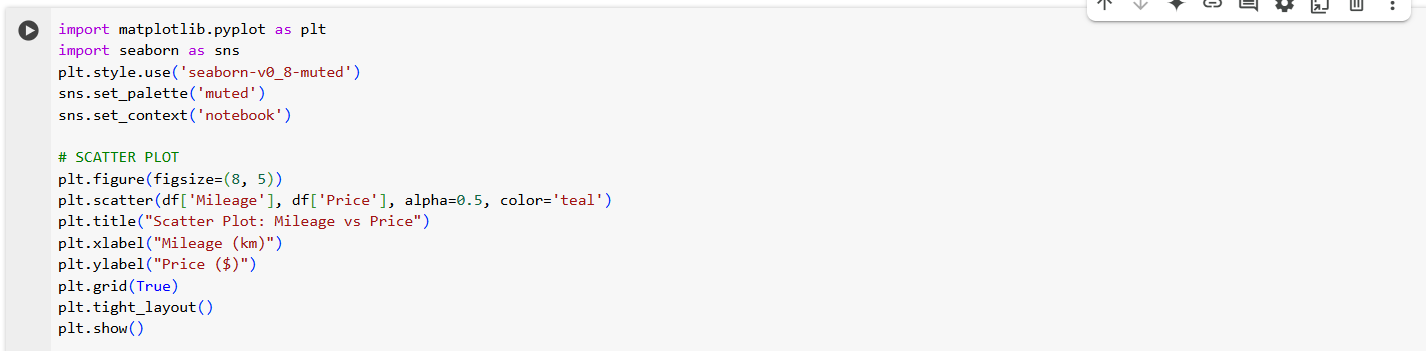 import matplotlib.pyplot as plt
import seaborn as sns
plt.style.use('seaborn-v0_8-muted')
sns.set_palette('muted')
sns.set_context('notebook')

# SCATTER PLOT
plt.figure(figsize=(8, 5))
plt.scatter(df['Mileage'], df['Price'], alpha=0.5, color='teal')
plt.title("Scatter Plot: Mileage vs Price")
plt.xlabel("Mileage (km)")
plt.ylabel("Price ($)")
plt.grid(True)
plt.tight_layout()
plt.show()